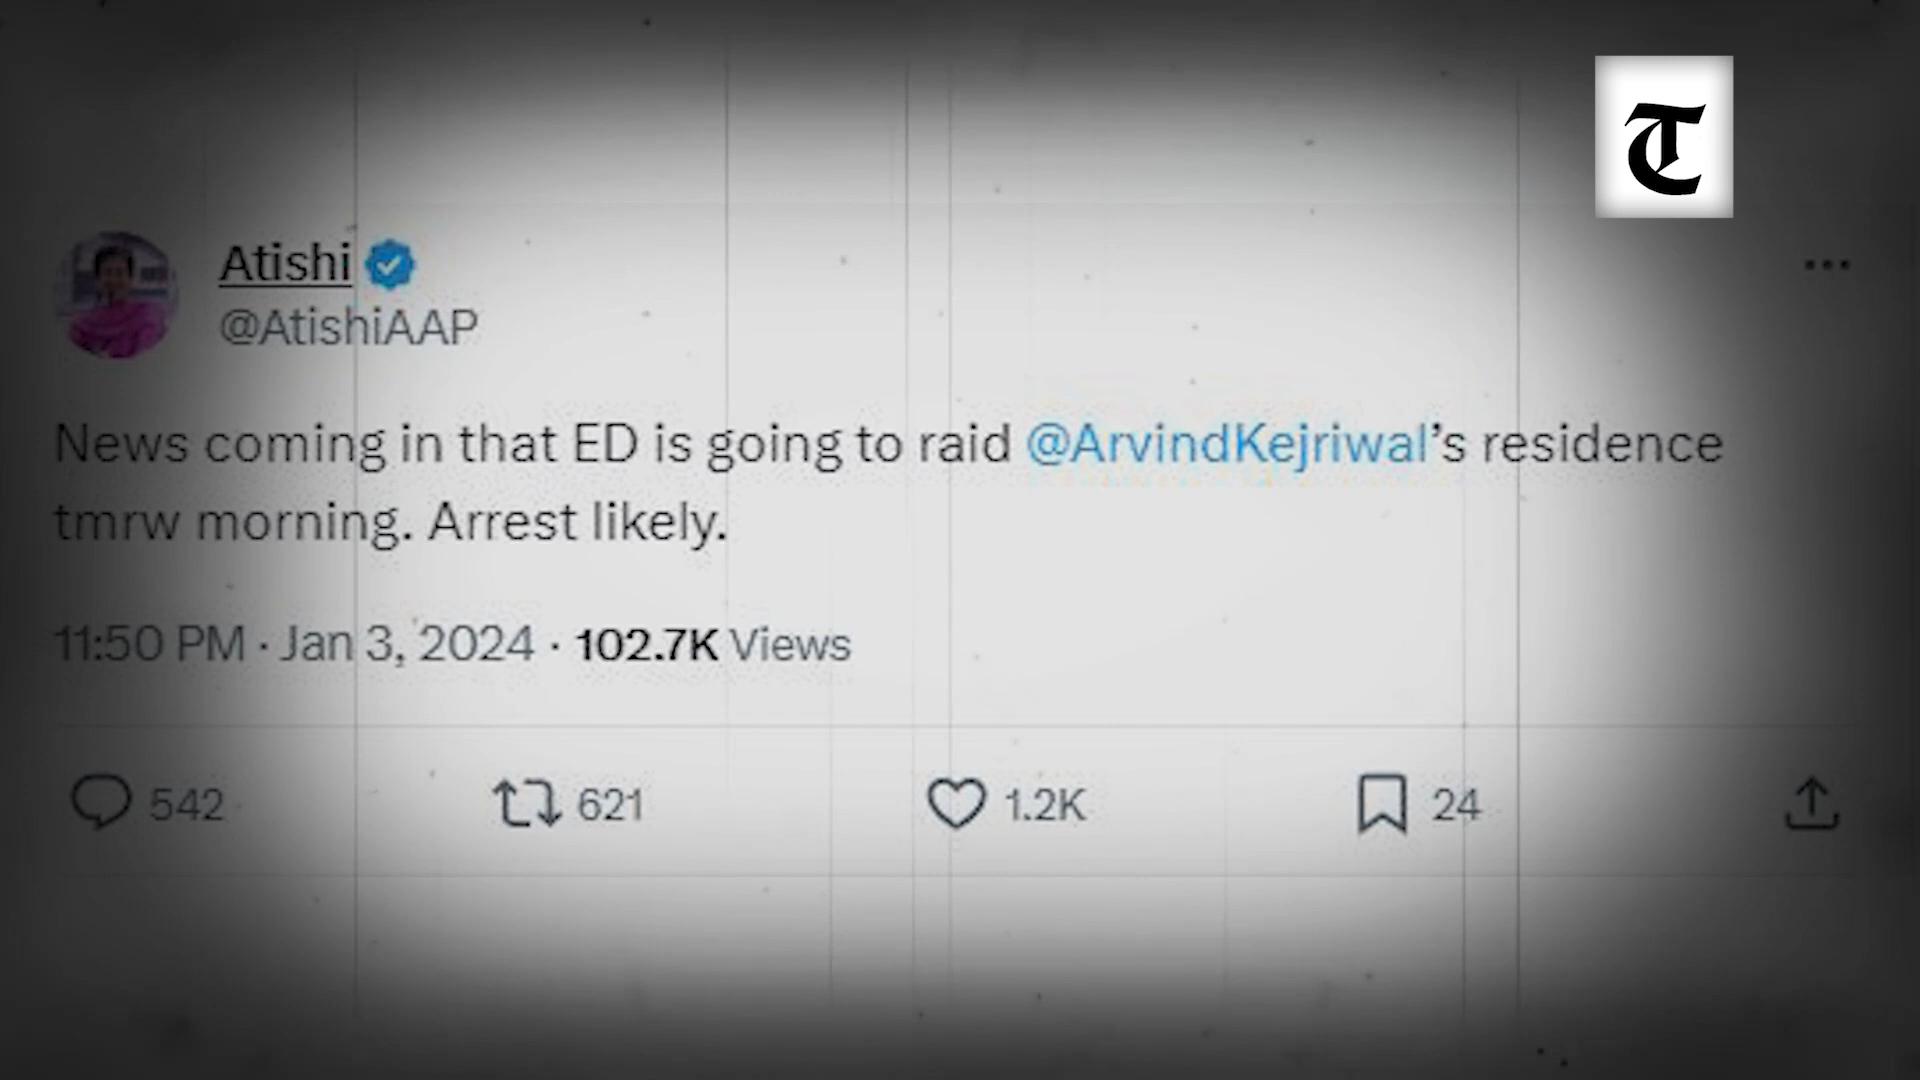 T
Atishi
@AtishiAAP
News coming in that ED is going to raid @ArvindKejriwal’s residence
tmrw morning. Arrest likely.
11:50 PM · Jan 3, 2024 · 102.7K Views
542 621 1.2K 24